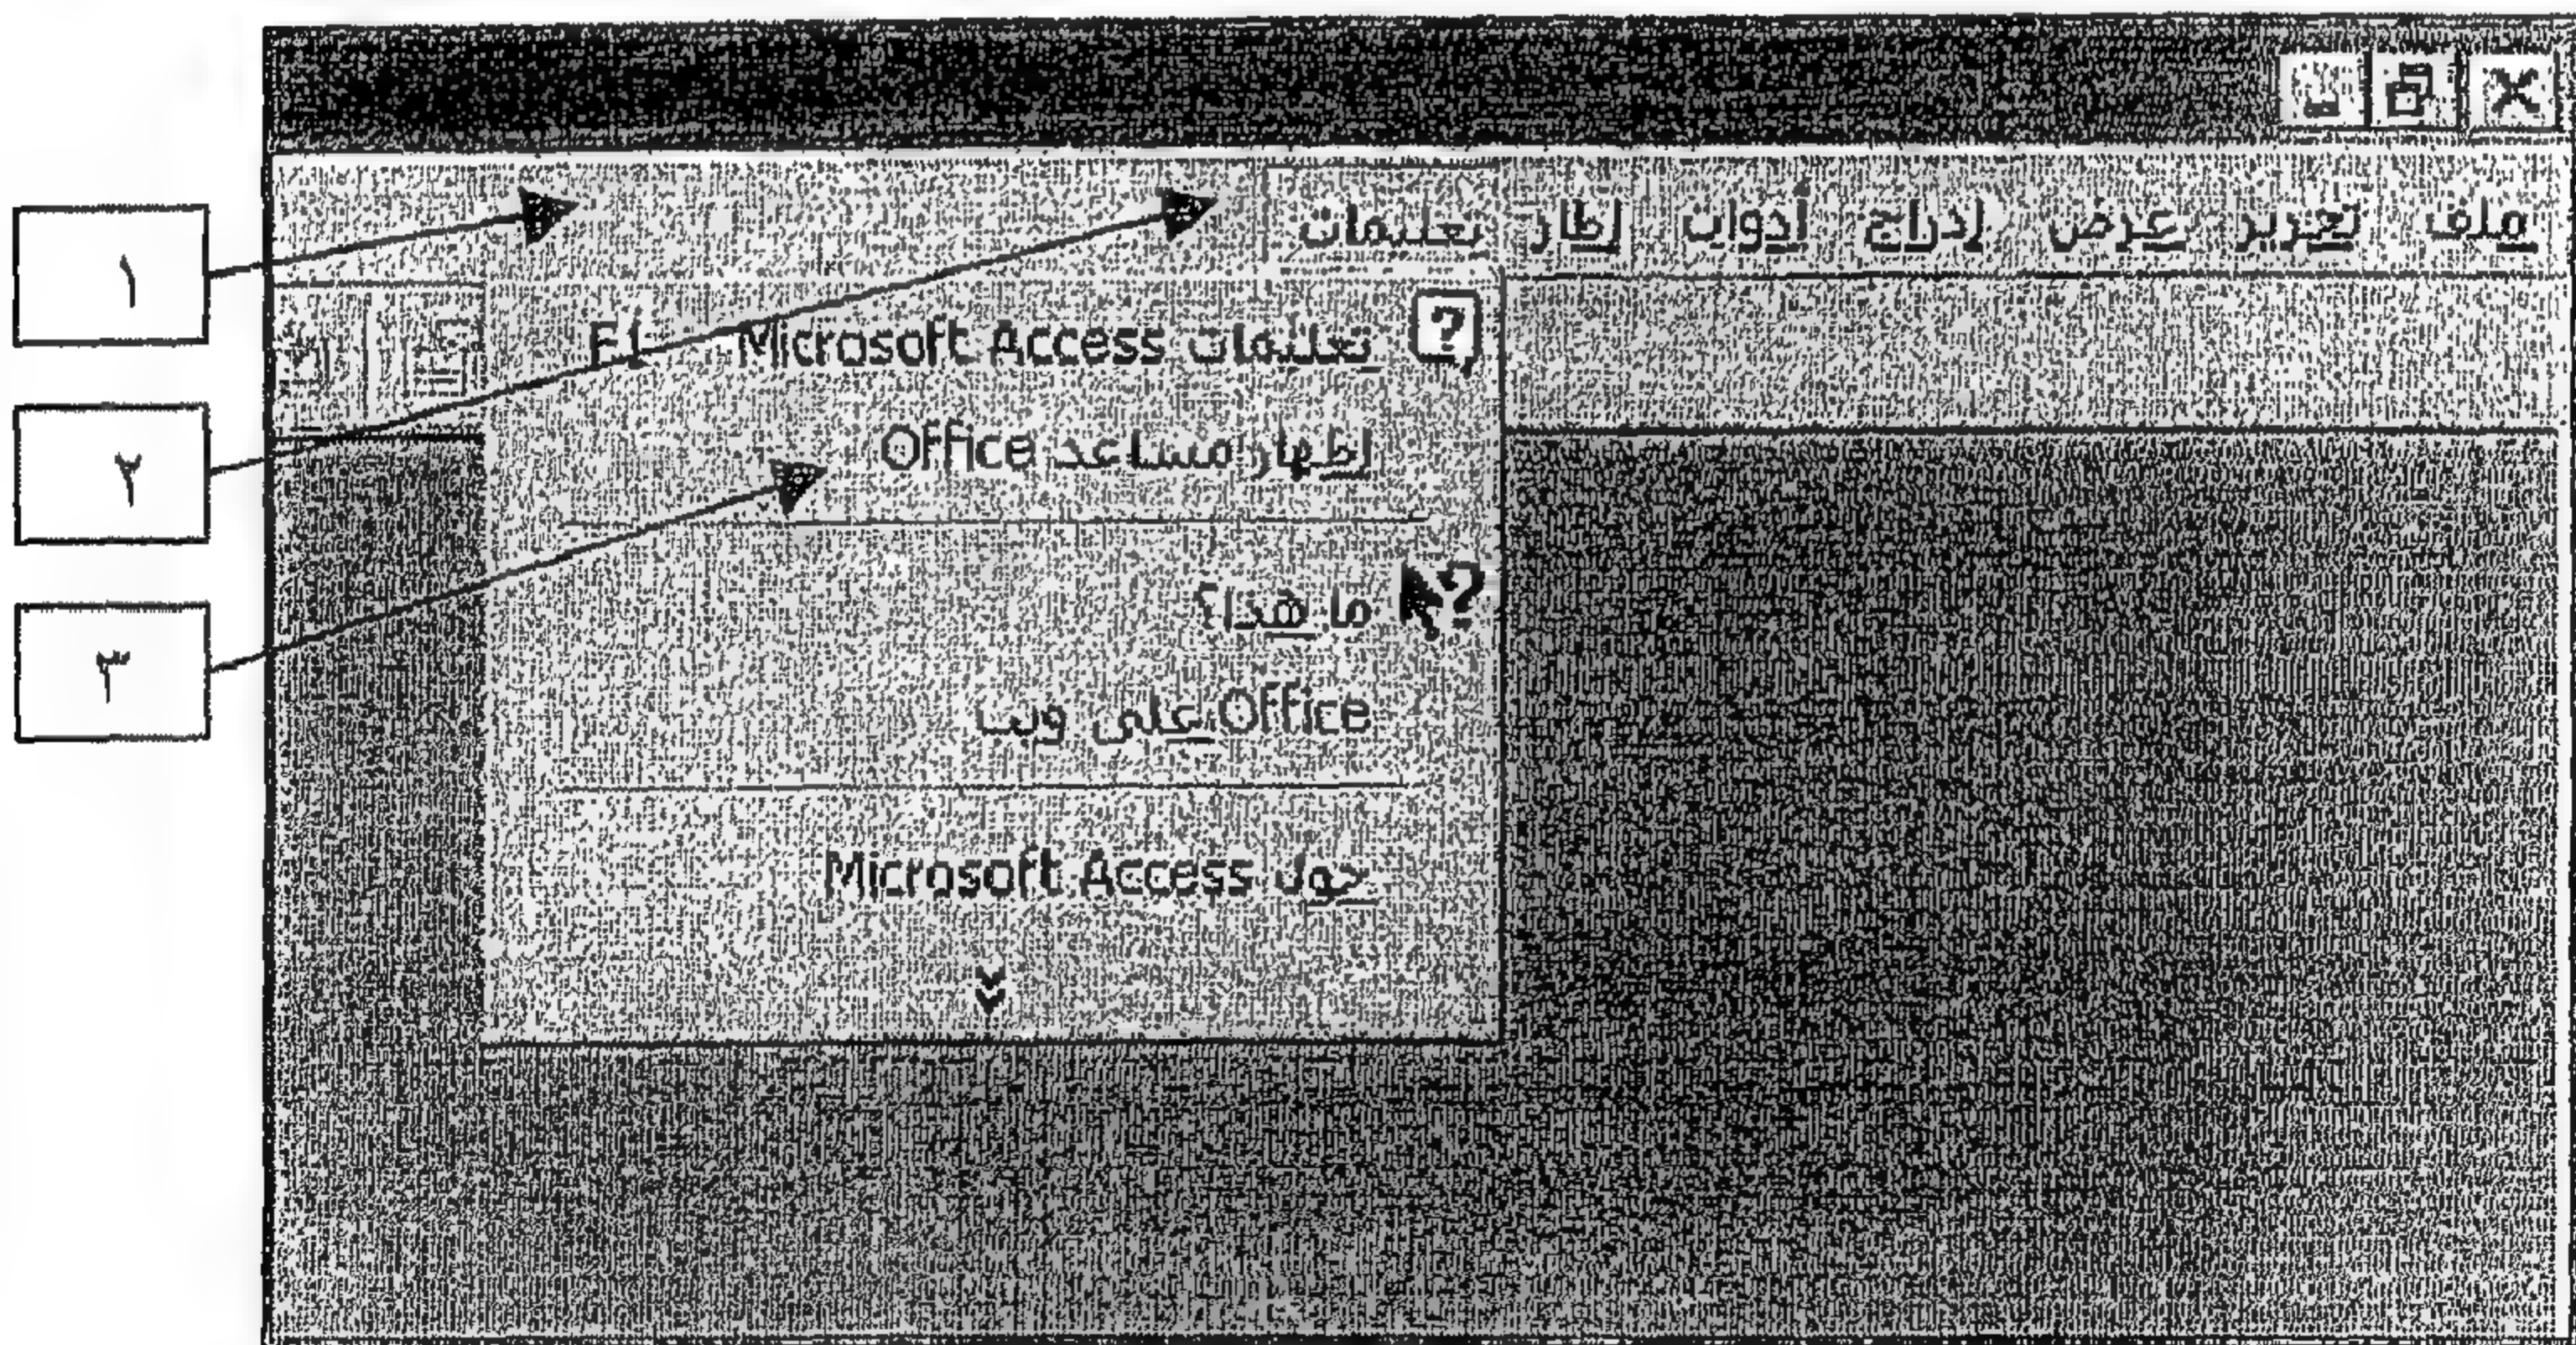 ملف تحرير عرض إدراج أدوات إطار تعليمات
١
تعليمات Microsoft Access F1
٢
إظهار مساعد Office
ما هذا؟
٣
Office على ويب
حول Microsoft Access